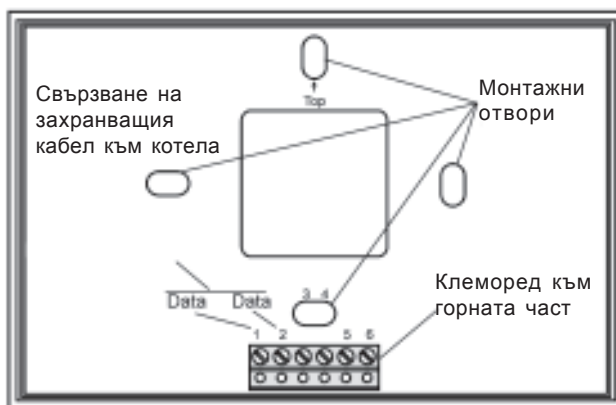 Top
Свързване на
захранващия
кабел към котела
Монтажни
отвори
Data Data
3 4
1 2 5 6
Клеморед към
горната част